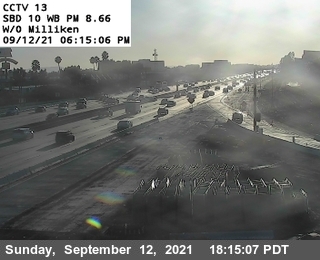 CCTV 13
SBD 10 WB PM 8.66
W/O Milliken
09/12/21 06:15:06 PM
Sunday, September 12, 2021 18:15:07 PDT